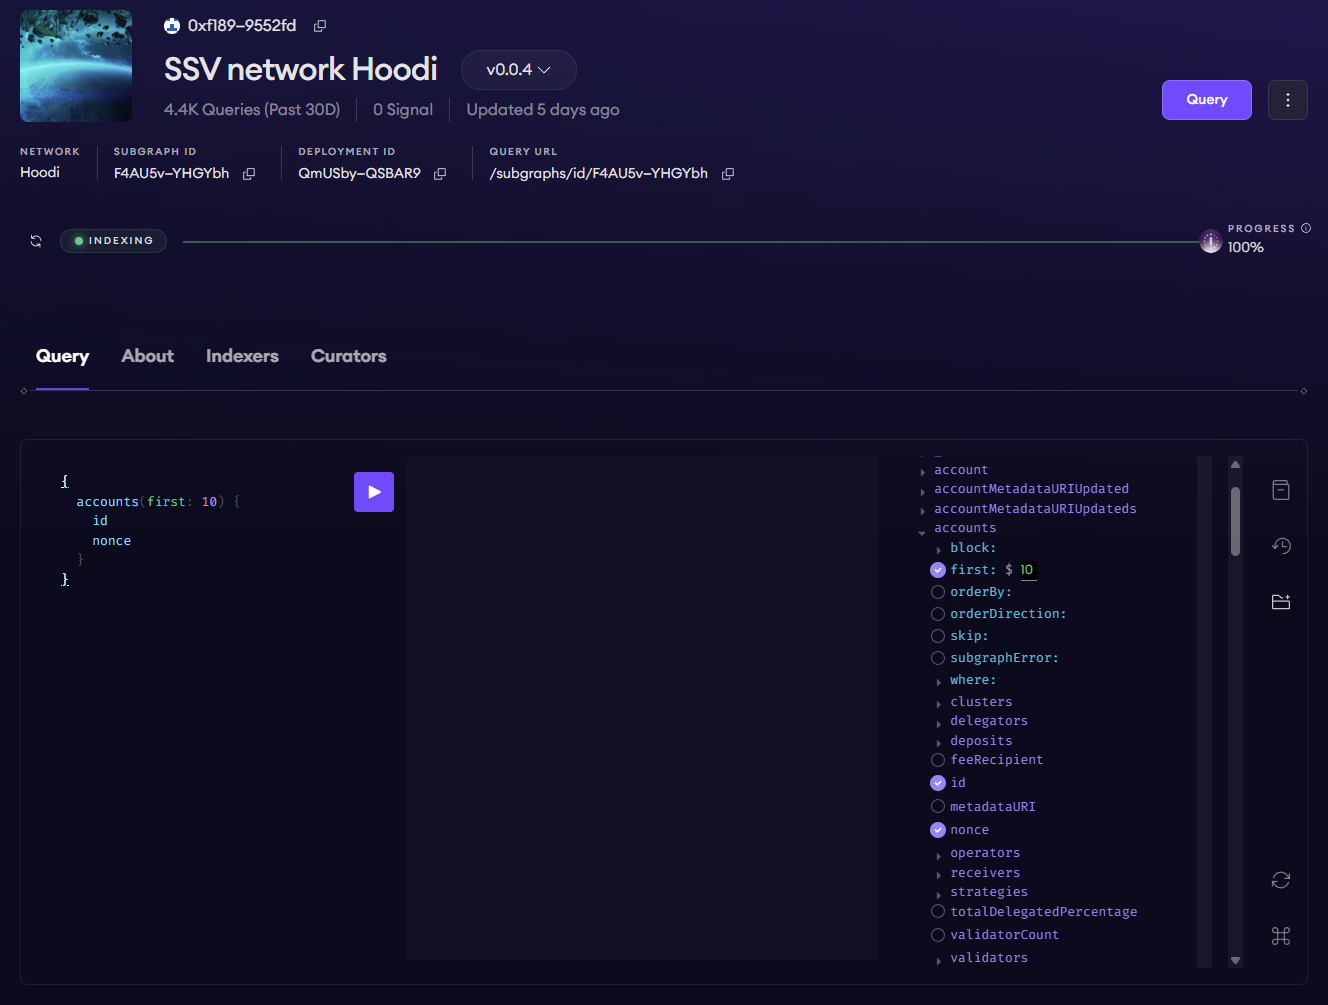 0xf189–9552fd
SSV network Hoodi
v0.0.4
4.4K Queries (Past 30D)
0 Signal
Updated 5 days ago
Query
NETWORK
Hoodi
SUBGRAPH ID
F4AU5v–YHGYbh
DEPLOYMENT ID
QmUSby–QSBAR9
QUERY URL
/subgraphs/id/F4AU5v–YHGYbh
INDEXING
PROGRESS
100%
Query
About
Indexers
Curators
{
accounts(first: 10) {
id
nonce
}
}
account
accountMetadataURIUpdated
accountMetadataURIUpdateds
accounts
block:
first: $ 10
orderBy:
orderDirection:
skip:
subgraphError:
where:
clusters
delegators
deposits
feeRecipient
id
metadataURI
nonce
operators
receivers
strategies
totalDelegatedPercentage
validatorCount
validators